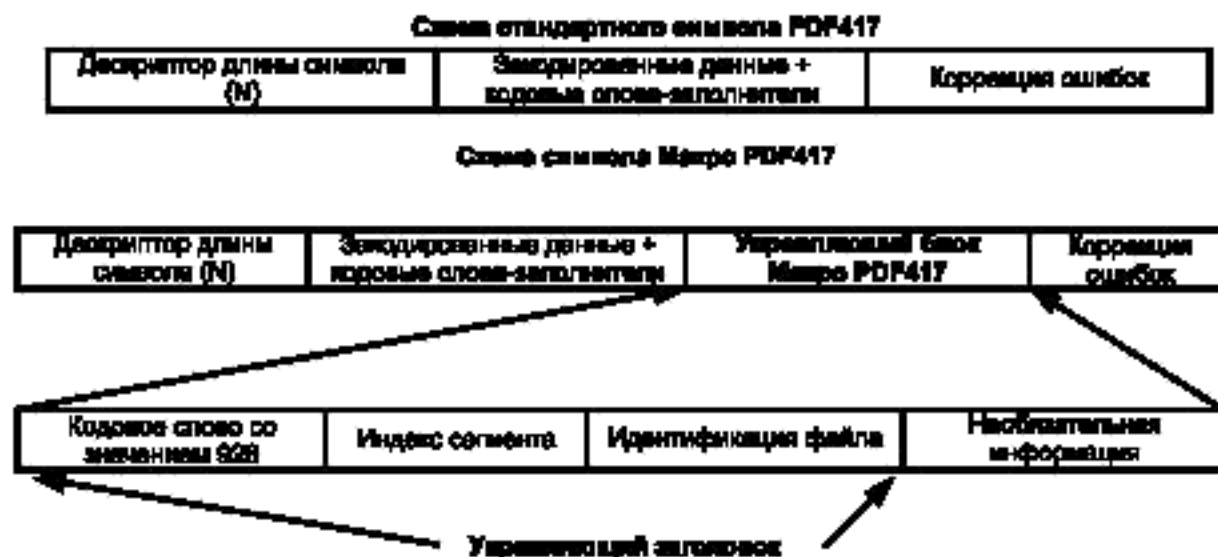 Схема стандартного символа PDF417
Дескриптор длины символа
(N)
Закодированные данные +
кодовые слова-заполнители
Коррекция ошибок
Схема символа Макро PDF417
Дескриптор длины
символа (N)
Закодированные данные +
кодовые слова-заполнители
Управляющий блок
Макро PDF417
Коррекция
ошибок
Кодовое слово со
значением 928
Индекс сегмента
Идентификация файла
Необязательная
информация
Управляющий заголовок